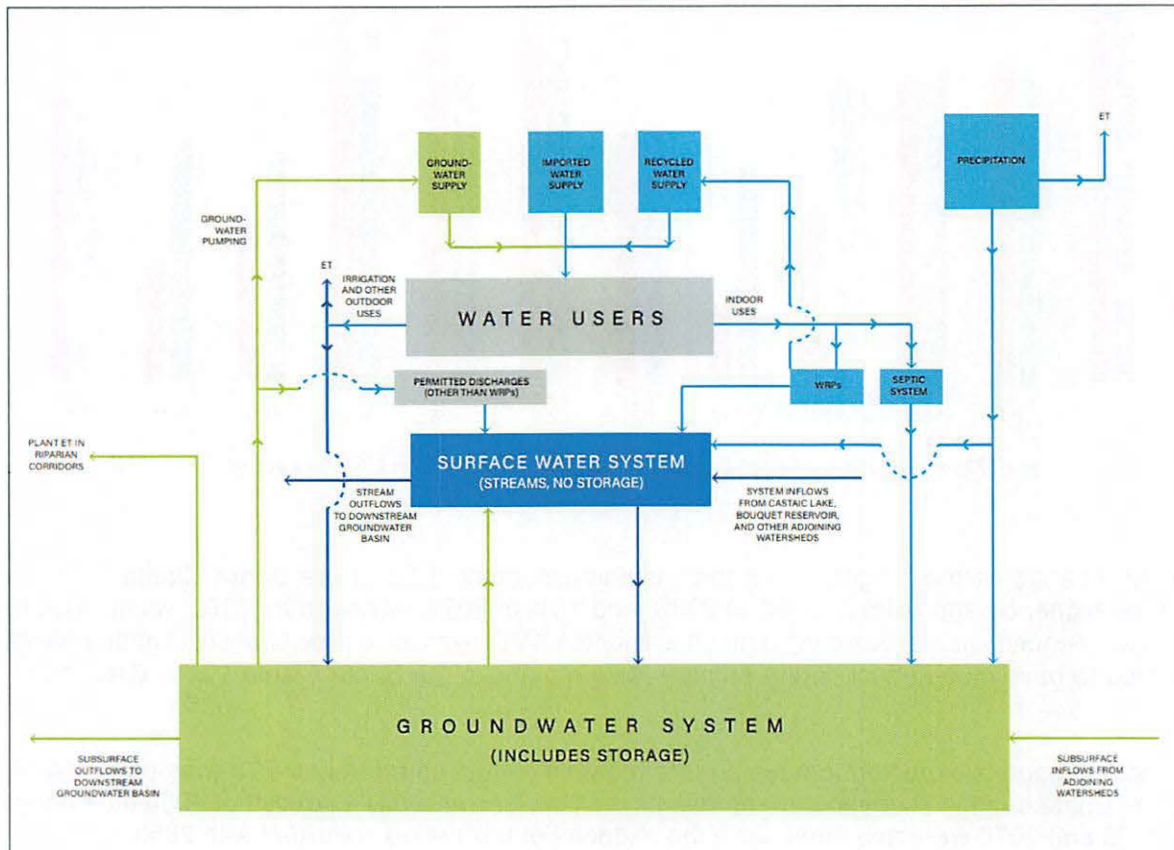 GROUND-
WATER
SUPPLY
IMPORTED
WATER
SUPPLY
RECYCLED
WATER
SUPPLY
PRECIPITATION
ET
GROUND-
WATER
PUMPING
ET
IRRIGATION
AND OTHER
OUTDOOR
USES
WATER USERS
INDOOR
USES
PERMITTED DISCHARGES
(OTHER THAN WRPs)
WRPs
SEPTIC
SYSTEM
PLANT ET IN
RIPARIAN
CORRIDORS
SURFACE WATER SYSTEM
(STREAMS, NO STORAGE)
STREAM
OUTFLOWS
TO DOWNSTREAM
GROUNDWATER
BASIN
SYSTEM INFLOWS
FROM CASTAIC LAKE,
BOUQUET RESERVOIR,
AND OTHER ADJOINING
WATERSHEDS
GROUNDWATER SYSTEM
(INCLUDES STORAGE)
SUBSURFACE
OUTFLOWS TO
DOWNSTREAM
GROUNDWATER BASIN
SUBSURFACE
INFLOWS FROM
ADJOINING
WATERSHEDS